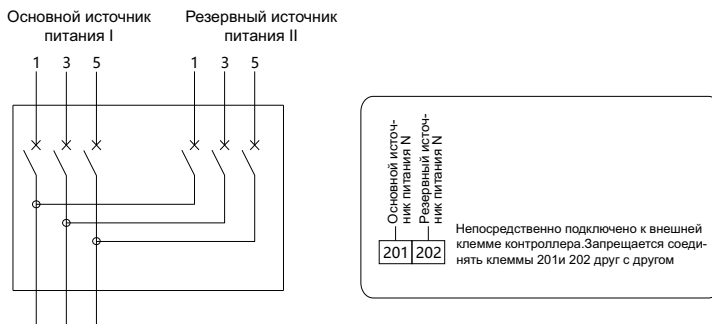 Основной источник
питания I
Резервный источник
питания II
1 3 5
1 3 5
Основной источ-
ник питания N
Резервный источ-
ник питания N
201 202
Непосредственно подключено к внешней
клемме контроллера.Запрещается соеди-
нять клеммы 201и 202 друг с другом